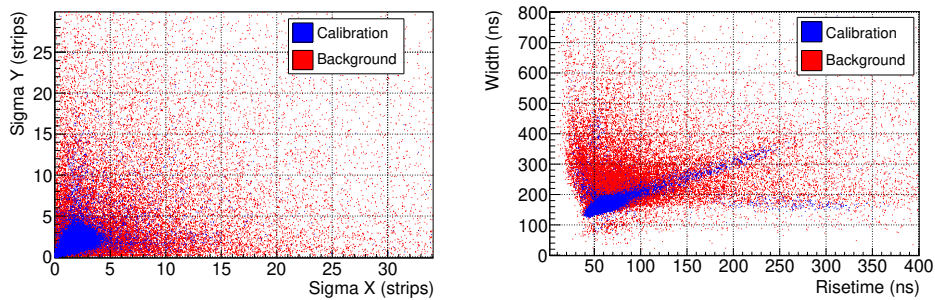 Sigma Y (strips)
30
25
20
15
10
5
0
Calibration
Background
0 5 10 15 20 25 30
Sigma X (strips)
Width (ns)
800
700
600
500
400
300
200
100
0
Calibration
Background
50 100 150 200 250 300 350 400
Risetime (ns)